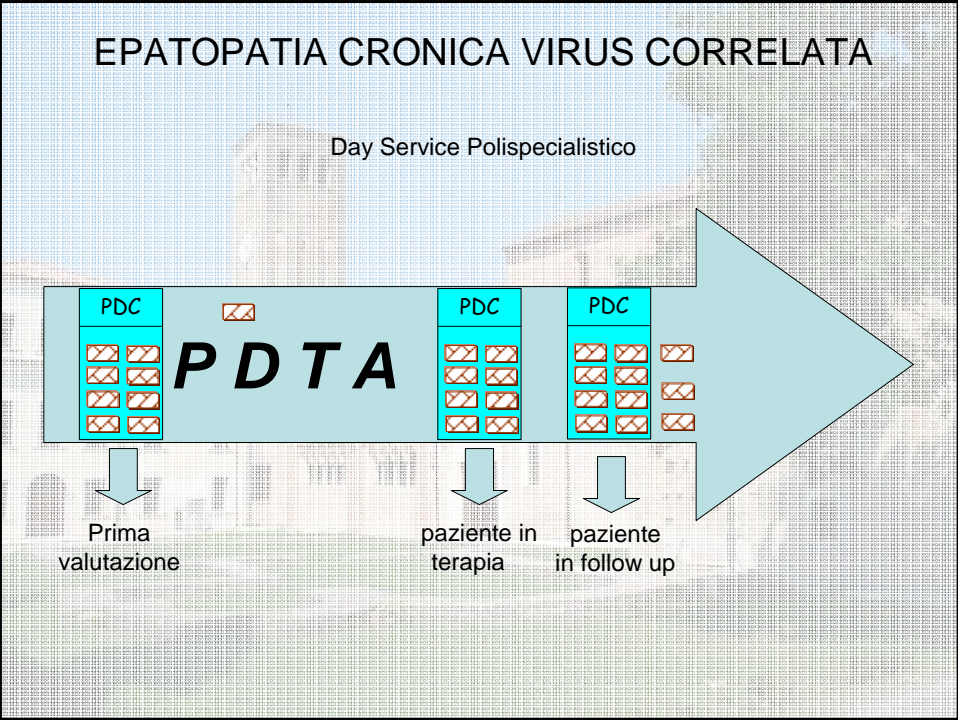 EPATOPATIA CRONICA VIRUS CORRELATA
Day Service Polispecialistico
PDC
PDTA
PDC
PDC
Prima
valutazione
paziente in
terapia
paziente
in follow up